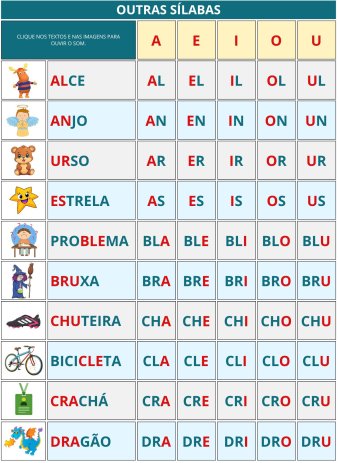 OUTRAS SÍLABAS
CLIQUE NOS TEXTOS E NAS IMAGENS PARA
OUVIR O SOM.
A E I O U
ALCE AL EL IL OL UL
ANJO AN EN IN ON UN
URSO AR ER IR OR UR
ESTRELA AS ES IS OS US
PROBLEMA BLA BLE BLI BLO BLU
BRUXA BRA BRE BRI BRO BRU
CHUTEIRA CHA CHE CHI CHO CHU
BICICLETA CLA CLE CLI CLO CLU
CRACHÁ CRA CRE CRI CRO CRU
DRAGÃO DRA DRE DRI DRO DRU